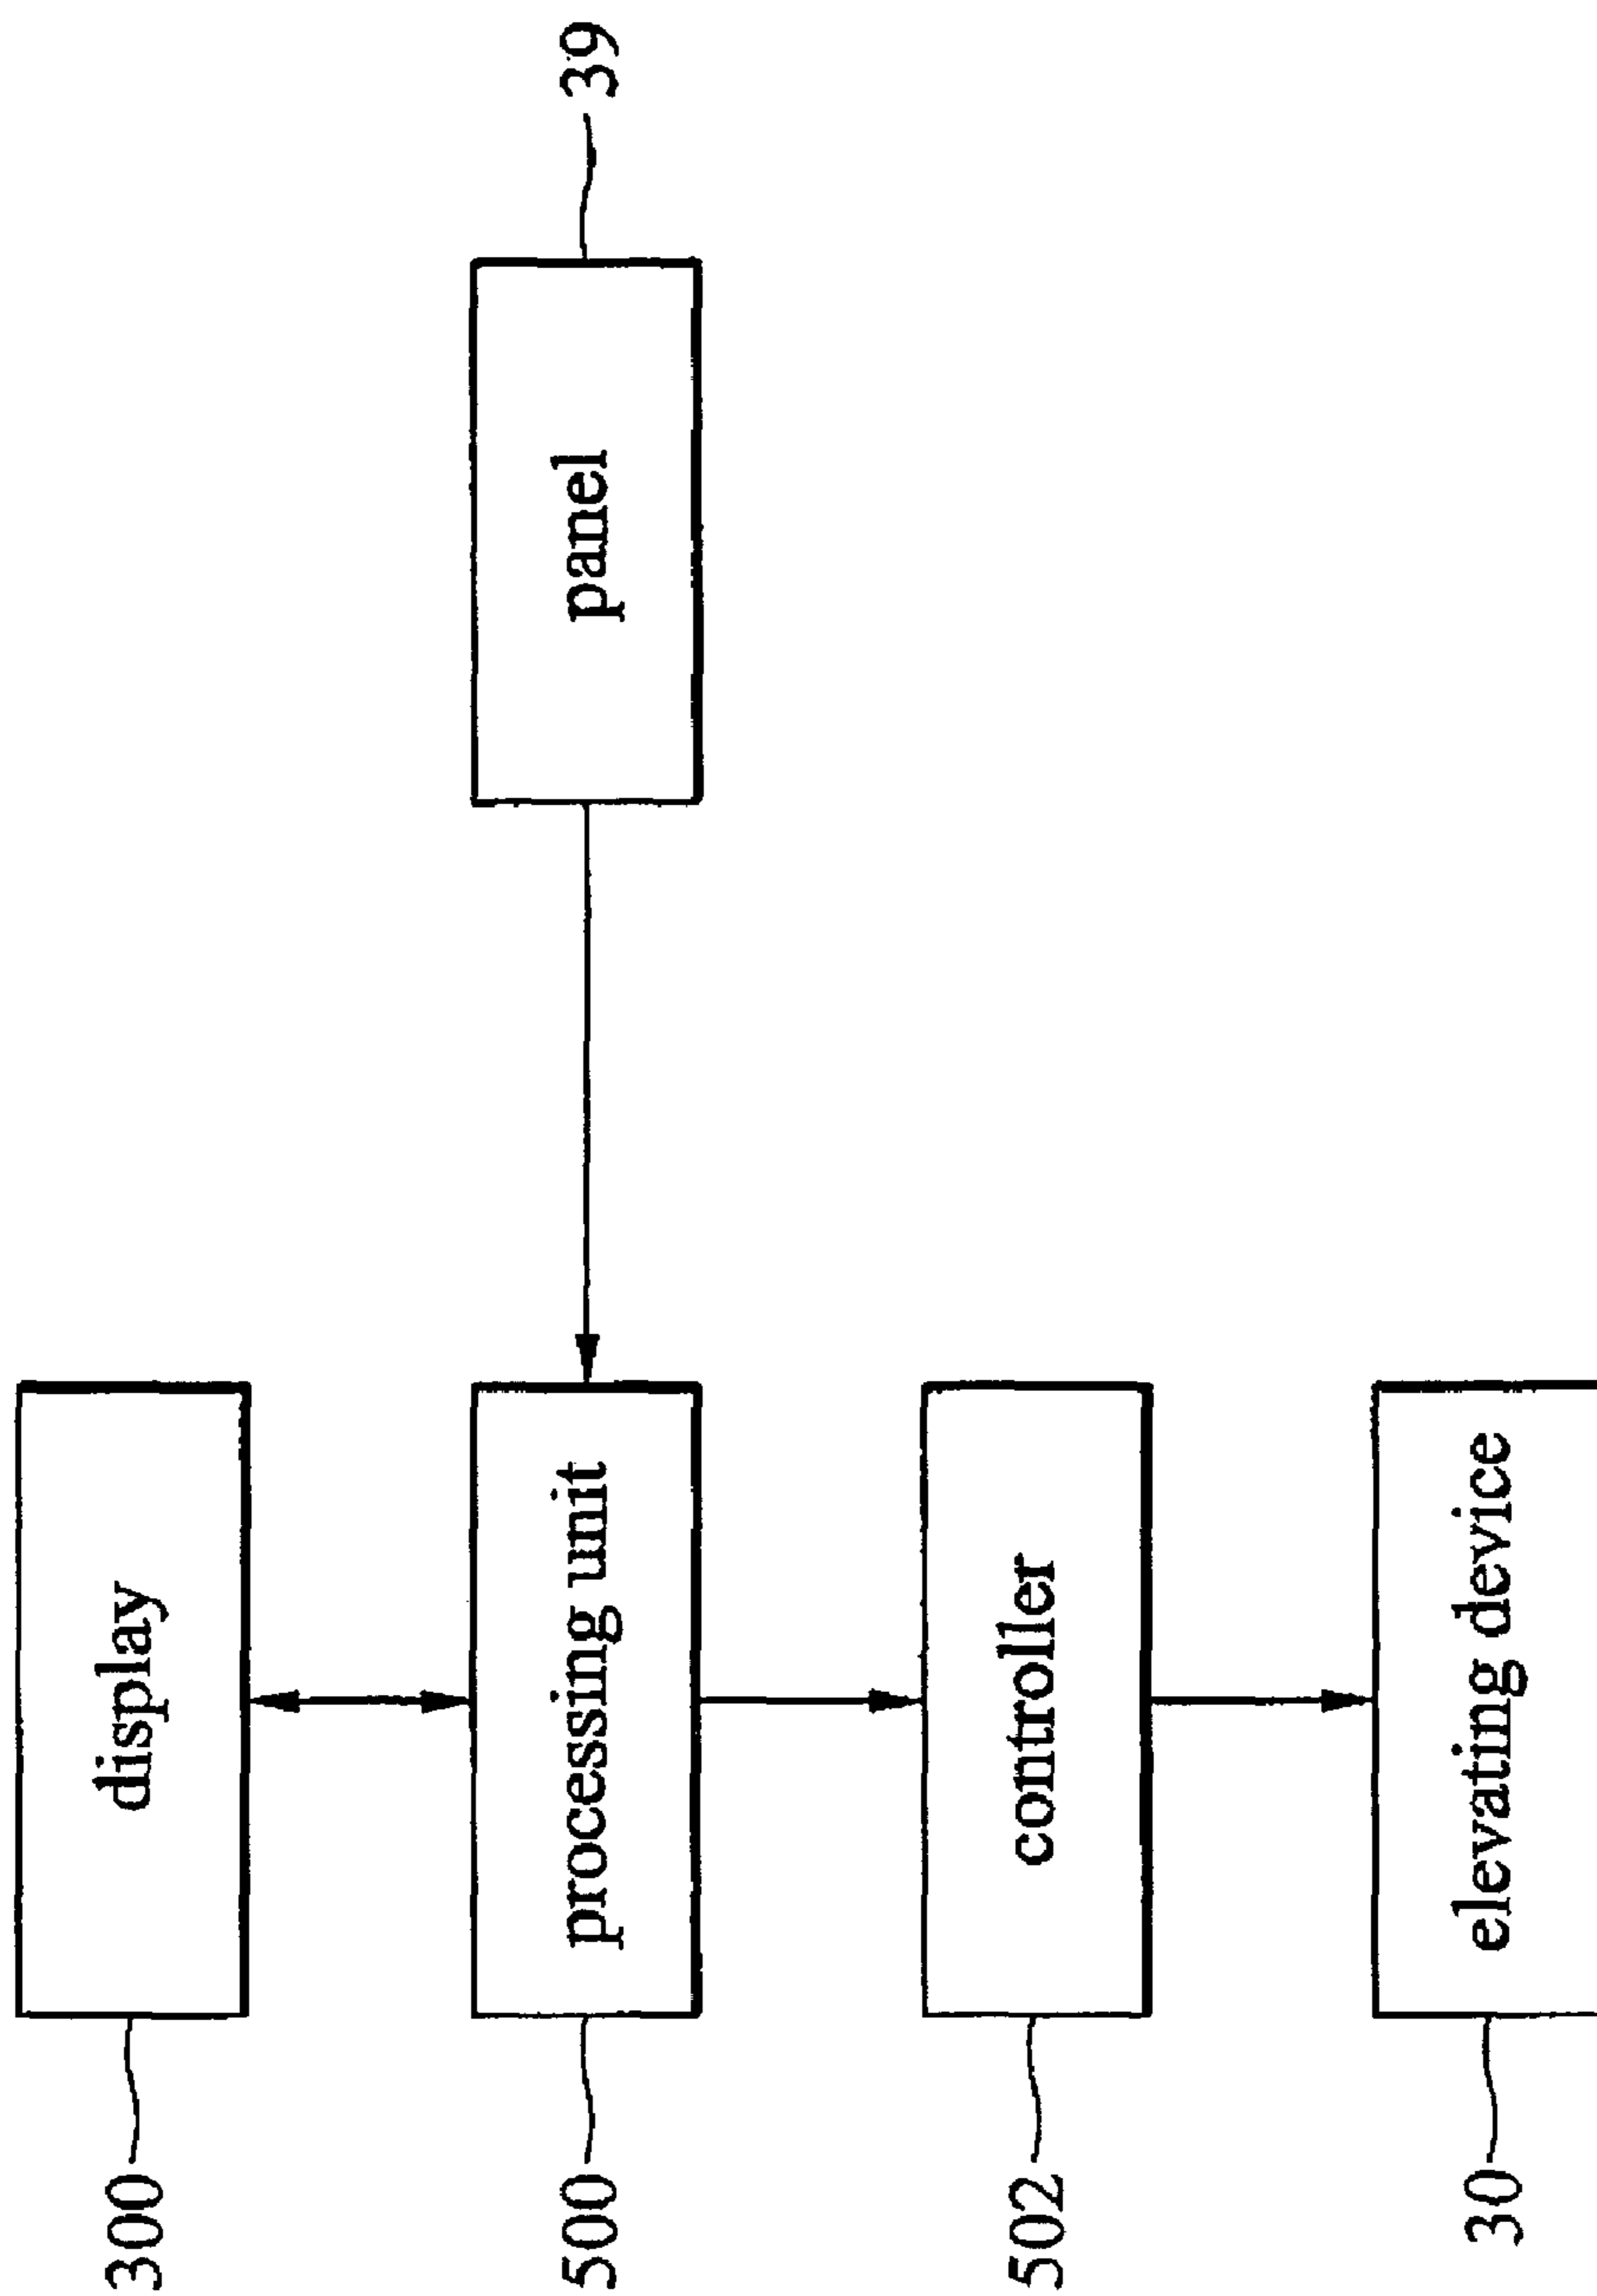 300
display
500
processing unit
panel
39
502
controller
30
elevating device